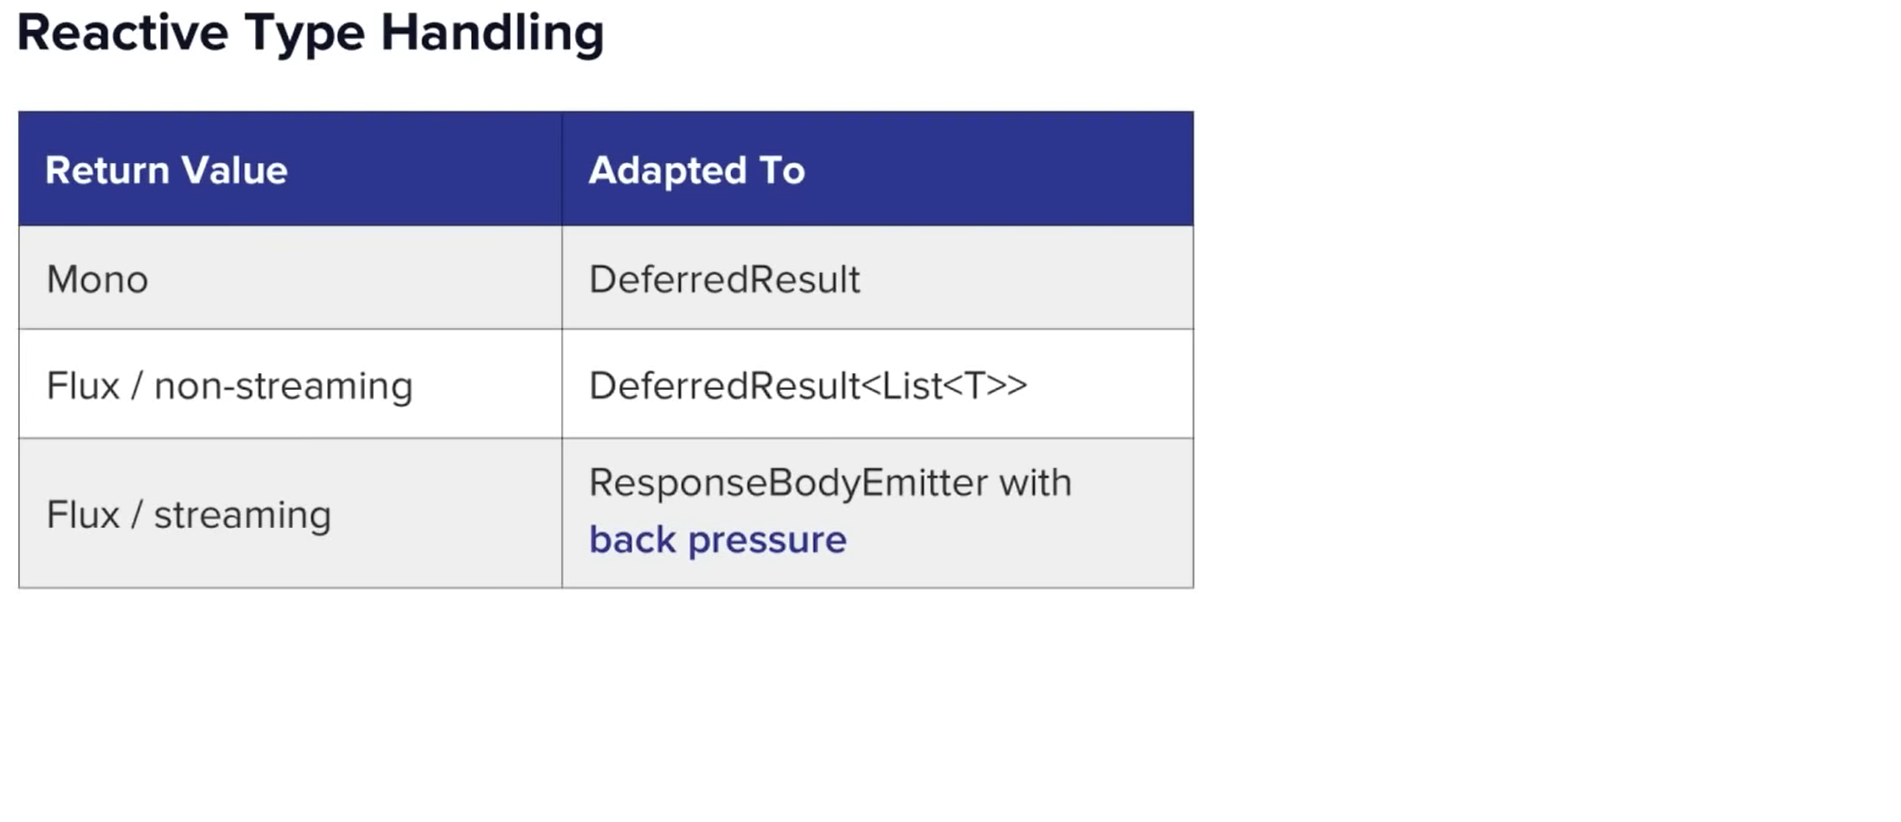 Reactive Type Handling
Return Value
Adapted To
Mono
DeferredResult
Flux / non-streaming
DeferredResult<List<T>>
Flux / streaming
ResponseBodyEmitter with
back pressure